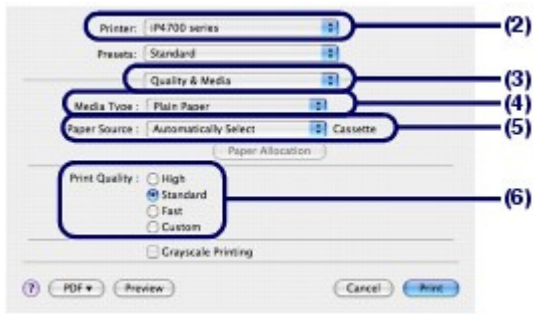 Printer: iP4700 series (2)
Presets: Standard
Quality & Media (3)
Media Type : Plain Paper (4)
Paper Source : Automatically Select Cassette (5)
Paper Allocation
Print Quality : High
Standard (6)
Fast
Custom
Grayscale Printing
? PDF Preview Cancel Print